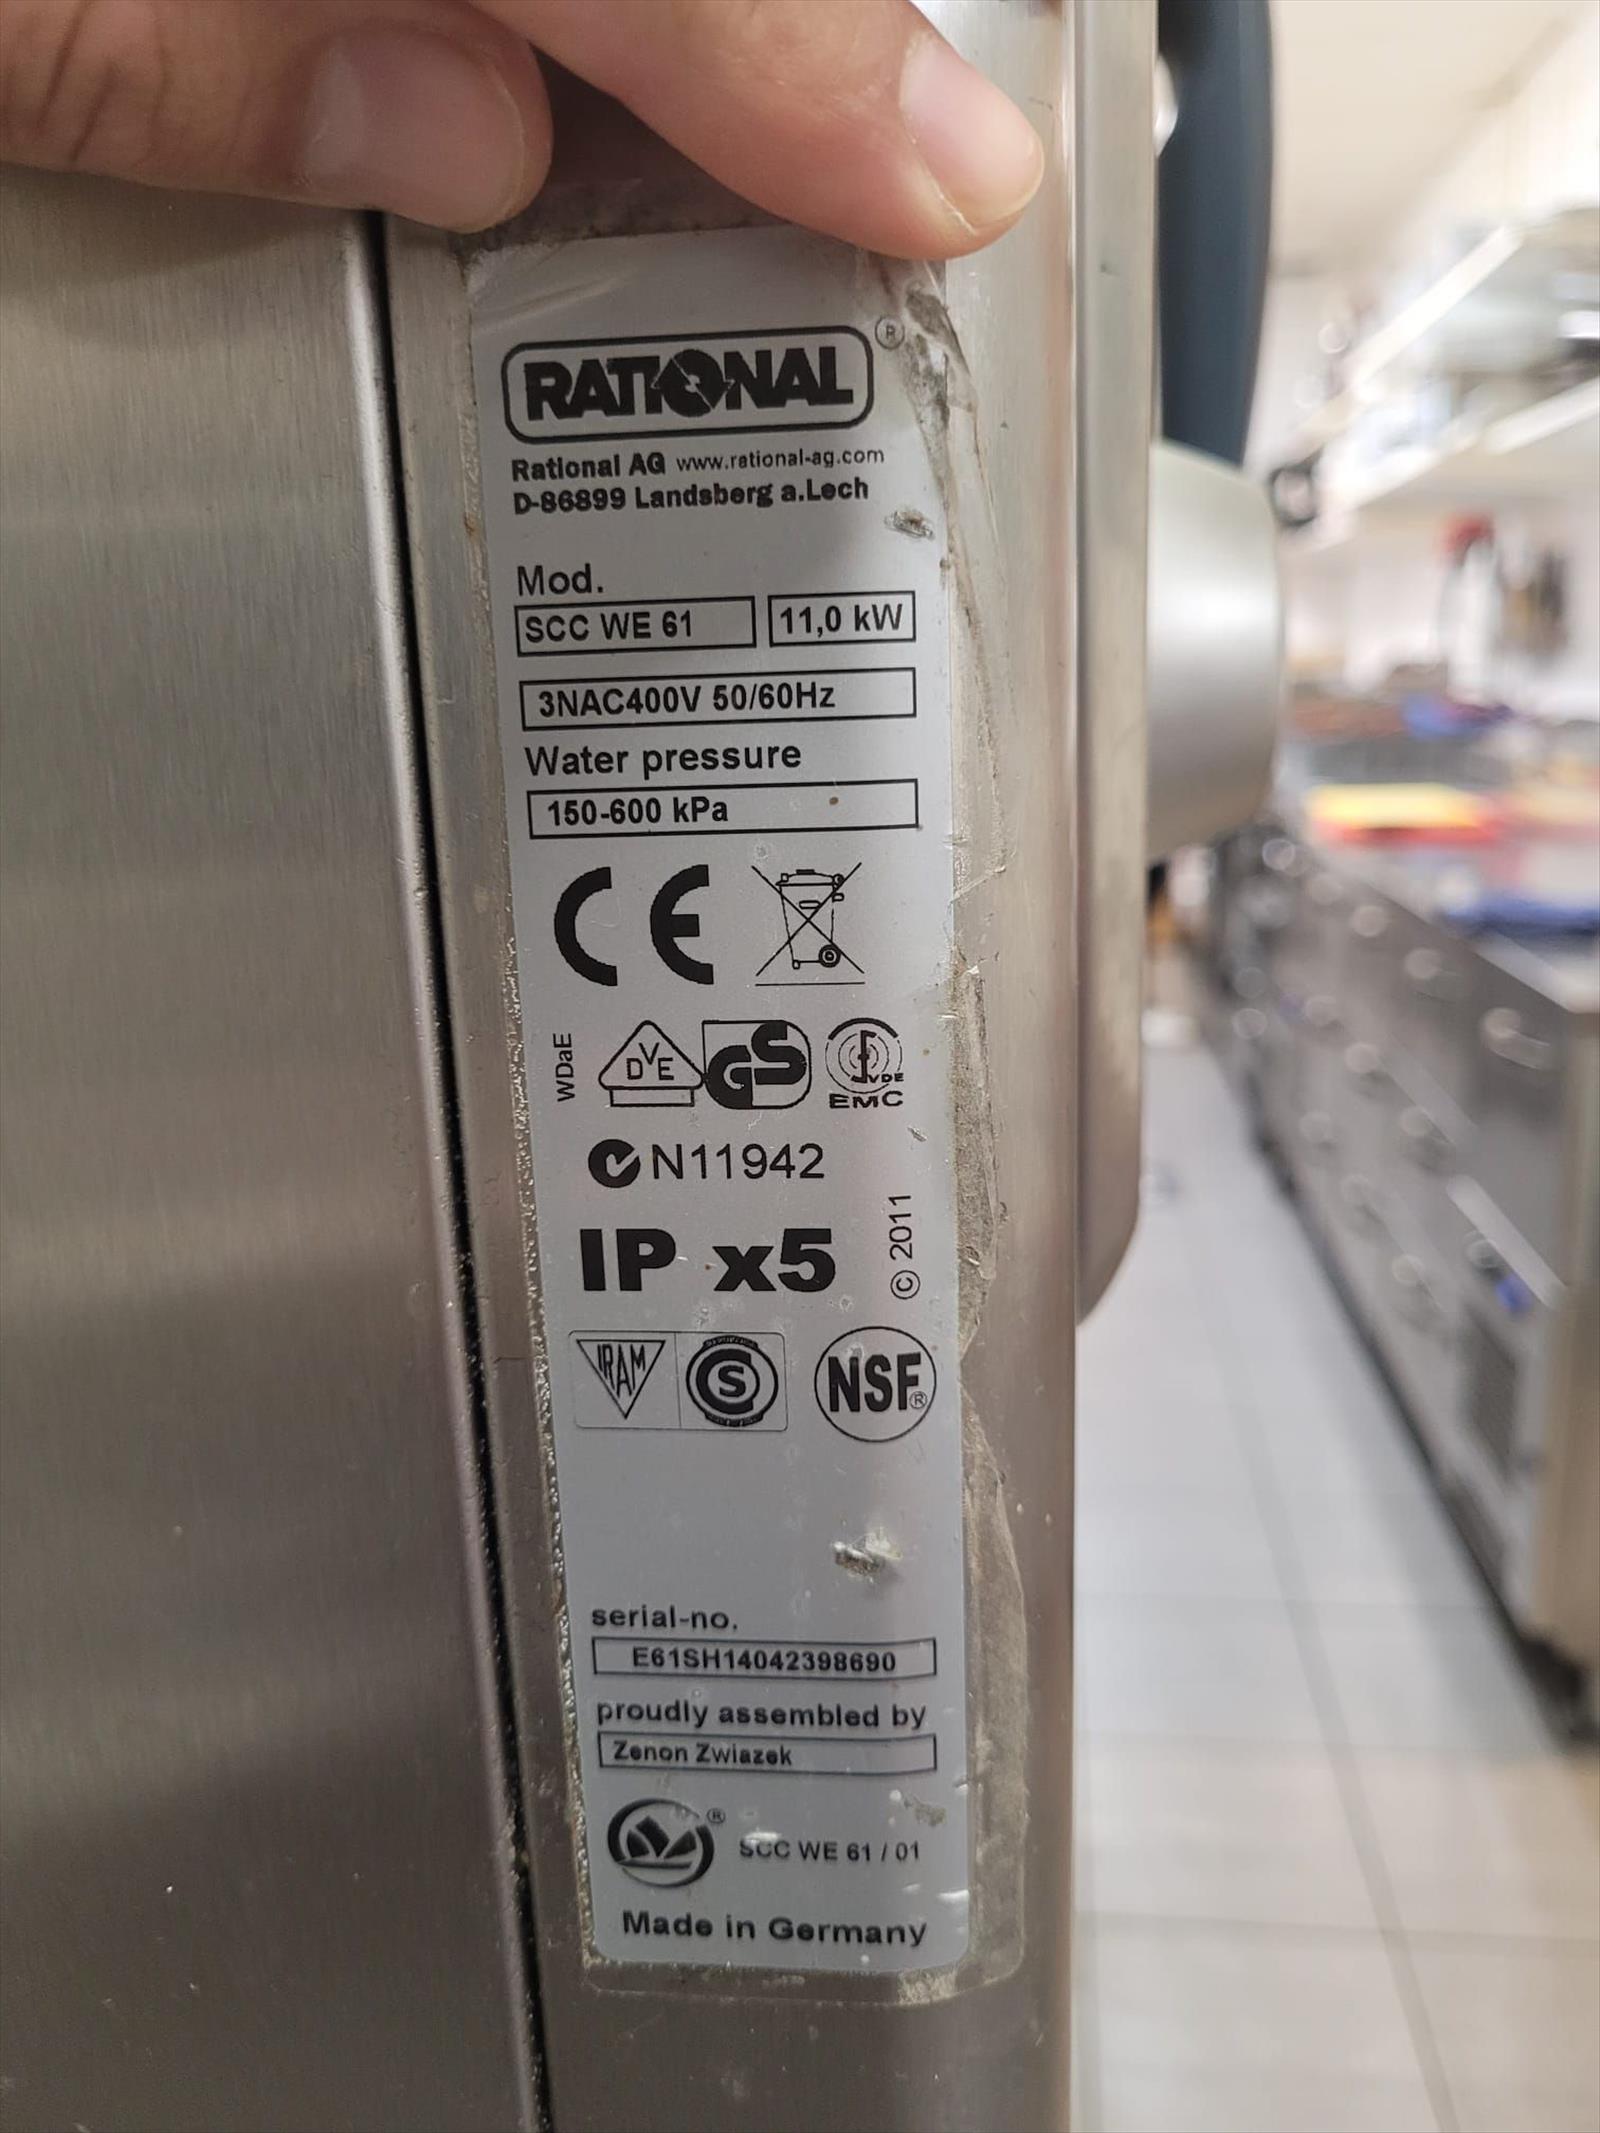 RATIONAL ®
Rational AG www.rational-ag.com
D-86899 Landsberg a.Lech
Mod.
SCC WE 61 11,0 kW
3NAC400V 50/60Hz
Water pressure
150-600 kPa
CE
WDaE DVE GS VDE
EMC
N11942
IP x5 © 2011
IRAM S NSF ®
serial-no.
E61SH14042398690
proudly assembled by
Zenon Zwiazek
® SCC WE 61 / 01
Made in Germany